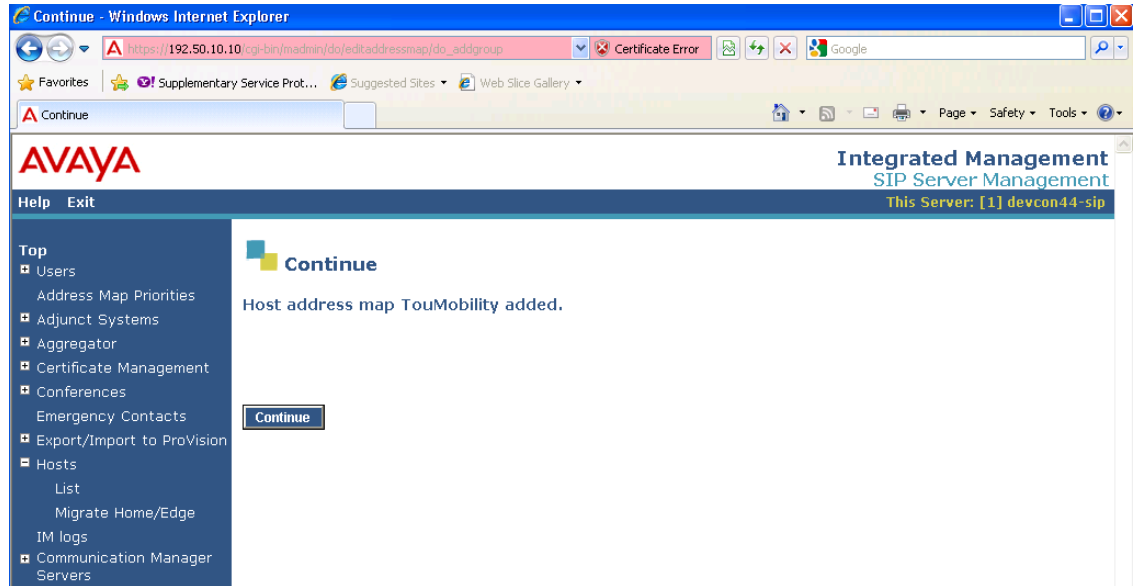 Continue - Windows Internet Explorer
https://192.50.10.10/cgi-bin/madmin/do/editaddressmap/do_addgroup Certificate Error Google
Favorites Supplementary Service Prot... Suggested Sites Web Slice Gallery
Continue Page Safety Tools
AVAYA Integrated Management
SIP Server Management
Help Exit This Server: [1] devcon44-sip
Top
Users
Address Map Priorities
Adjunct Systems
Aggregator
Certificate Management
Conferences
Emergency Contacts
Export/Import to ProVision
Hosts
List
Migrate Home/Edge
IM logs
Communication Manager
Servers
Continue
Host address map TouMobility added.
Continue